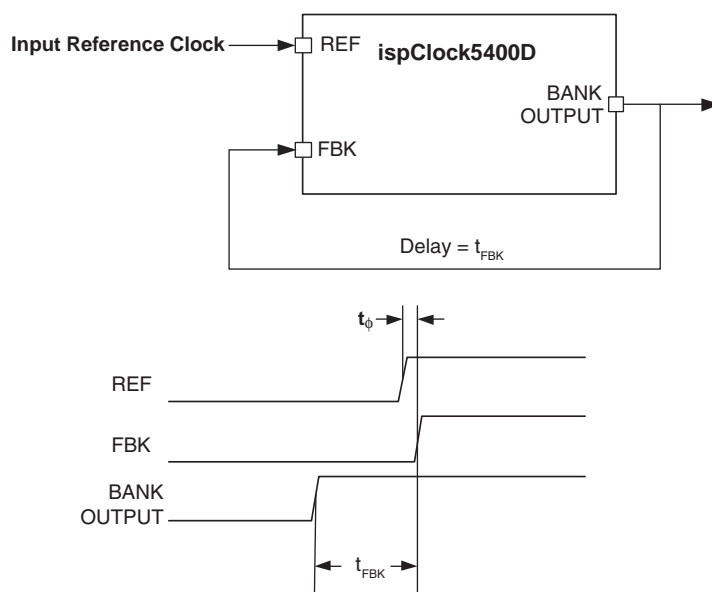 Input Reference Clock
REF
ispClock5400D
BANK
OUTPUT
FBK
Delay = tFBK
tϕ
REF
FBK
BANK
OUTPUT
tFBK